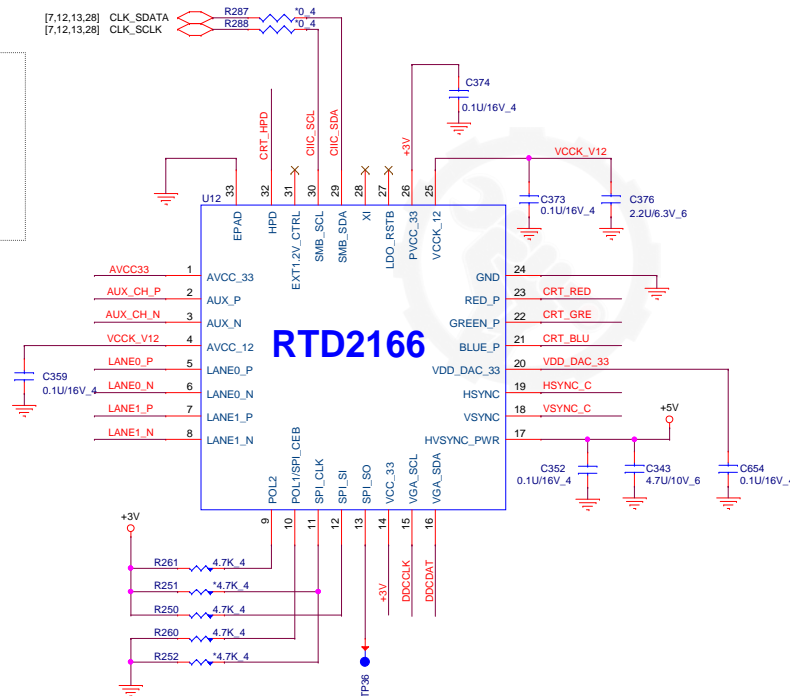 [7,12,13,28] CLK_SDATA R287 *0_4
[7,12,13,28] CLK_SCLK R288 *0_4
C374
0.1U/16V_4
CRT_HPD
CIIC_SCL
CIIC_SDA
+3V
VCCK_V12
C373
0.1U/16V_4
C376
2.2U/6.3V_6
U12
33 32 31 30 29 28 27 26 25
EPAD
HPD
EXT1.2V_CTRL
SMB_SCL
SMB_SDA
XI
LDO_RSTB
PVCC_33
VCCK_12
AVCC33 1 AVCC_33
AUX_CH_P 2 AUX_P
AUX_CH_N 3 AUX_N
VCCK_V12 4 AVCC_12
LANE0_P 5 LANE0_P
LANE0_N 6 LANE0_N
LANE1_P 7 LANE1_P
LANE1_N 8 LANE1_N
C359
0.1U/16V_4
RTD2166
GND 24
RED_P 23 CRT_RED
GREEN_P 22 CRT_GRE
BLUE_P 21 CRT_BLU
VDD_DAC_33 20 VDD_DAC_33
HSYNC 19 HSYNC_C
VSYNC 18 VSYNC_C
HVSYNC_PWR 17
+5V
C352
0.1U/16V_4
C343
4.7U/10V_6
C654
0.1U/16V_4
POL2
POL1/SPI_CEB
SPI_CLK
SPI_SI
SPI_SO
VCC_33
VGA_SCL
VGA_SDA
9 10 11 12 13 14 15 16
+3V
DDCCLK
DDCDAT
+3V
R261 4.7K_4
R251 *4.7K_4
R250 4.7K_4
R260 4.7K_4
R252 *4.7K_4
TP36